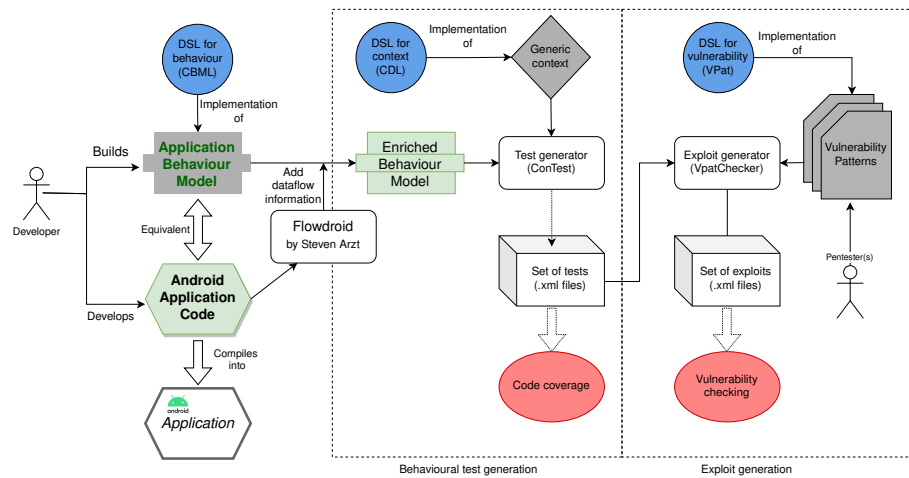 DSL for
behaviour
(CBML)
Implementation
of
Builds
Application
Behaviour
Model
Developer
Equivalent
Develops
Android
Application
Code
Compiles
into
android
Application
Add
dataflow
information
Flowdroid
by Steven Arzt
DSL for
context
(CDL)
Implementation
of
Generic
context
Enriched
Behaviour
Model
Test generator
(ConTest)
Set of tests
(.xml files)
Code coverage
Behavioural test generation
DSL for
vulnerability
(VPat)
Implementation
of
Vulnerability
Patterns
Exploit generator
(VpatChecker)
Pentester(s)
Set of exploits
(.xml files)
Vulnerability
checking
Exploit generation